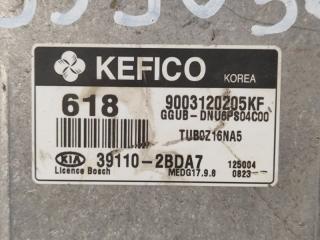 KEFICO
KOREA
618
9003120205KF
GGUB-DNU6PS04C00
TUB0Z16NA5
KIA 39110-2BDA7
Licence Bosch
MEDG17.9.8
125004
0823-